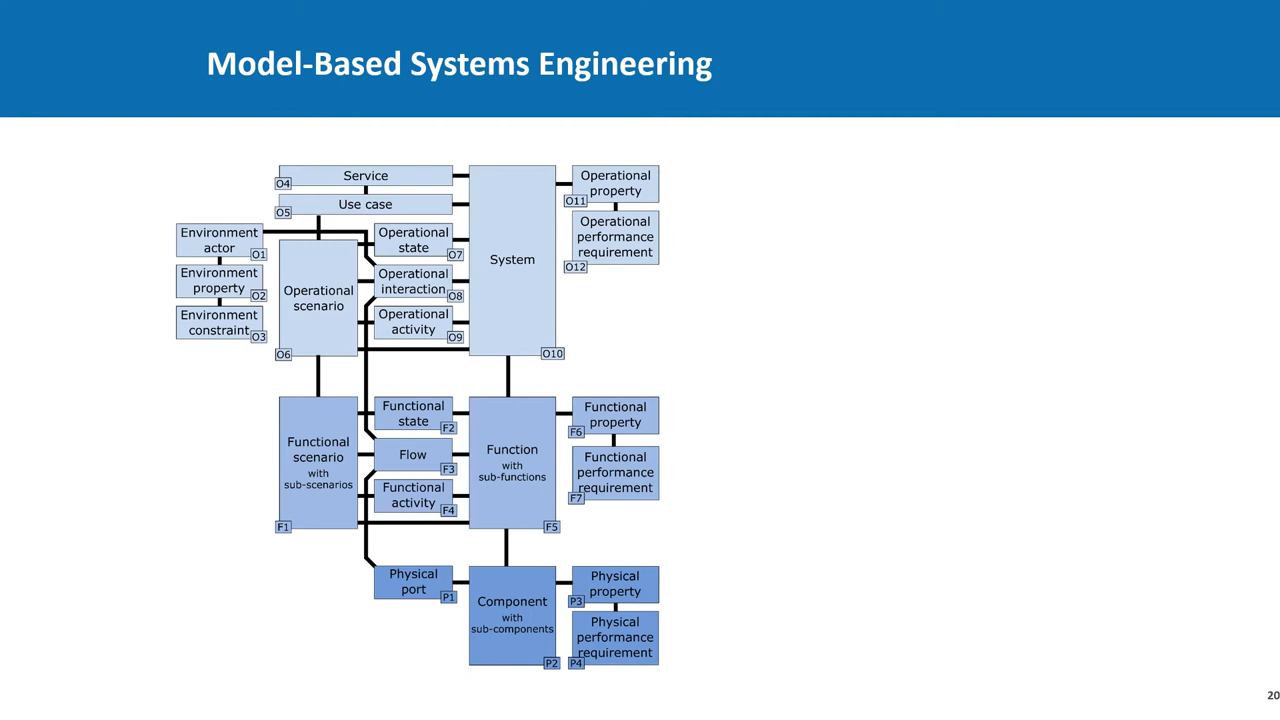 Model-Based Systems Engineering
Service
O4
Use case
O5
Environment
actor
O1
Environment
property
O2
Environment
constraint
O3
Operational
scenario
O6
Operational
state
O7
Operational
interaction
O8
Operational
activity
O9
System
O10
Operational
property
O11
Operational
performance
requirement
O12
Functional
scenario
with
sub-scenarios
F1
Functional
state
F2
Flow
F3
Functional
activity
F4
Function
with
sub-functions
F5
Functional
property
F6
Functional
performance
requirement
F7
Physical
port
P1
Component
with
sub-components
P2
Physical
property
P3
Physical
performance
requirement
P4
20